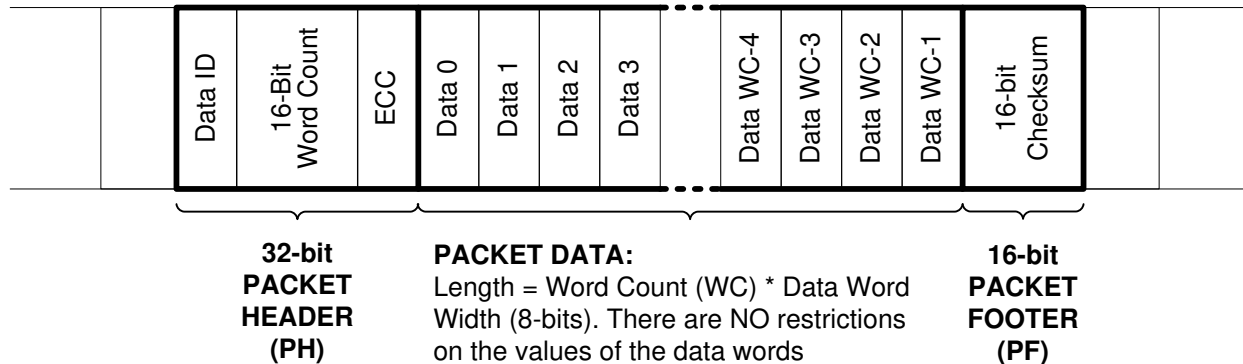 Data ID
16-Bit
Word Count
ECC
Data 0
Data 1
Data 2
Data 3
Data WC-4
Data WC-3
Data WC-2
Data WC-1
16-bit
Checksum
32-bit
PACKET
HEADER
(PH)
PACKET DATA:
Length = Word Count (WC) * Data Word
Width (8-bits). There are NO restrictions
on the values of the data words
16-bit
PACKET
FOOTER
(PF)